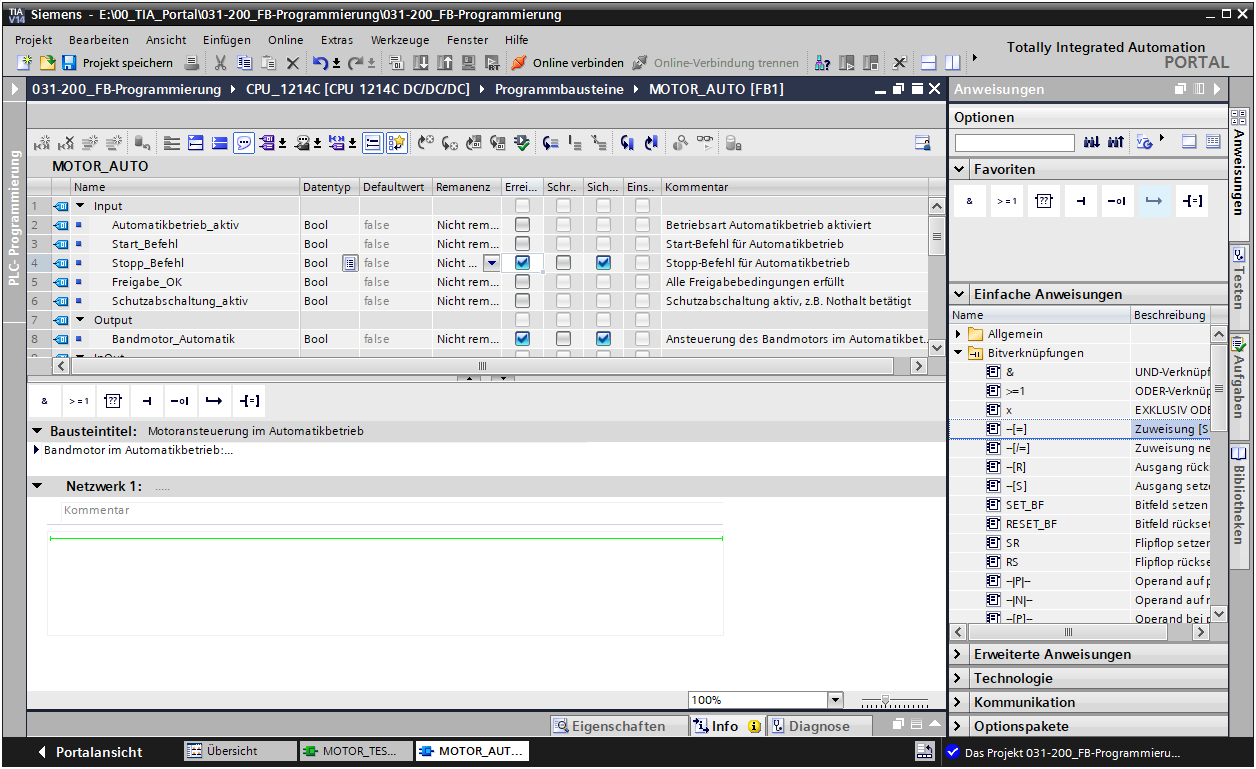 TIA V14 Siemens - E:\00_TIA_Portal\031-200_FB-Programmierung\031-200_FB-Programmierung
Projekt Bearbeiten Ansicht Einfügen Online Extras Werkzeuge Fenster Hilfe
Totally Integrated Automation
PORTAL
Projekt speichern Online verbinden Online-Verbindung trennen
031-200_FB-Programmierung CPU_1214C [CPU 1214C DC/DC/DC] Programmbausteine MOTOR_AUTO [FB1]
PLC- Programmierung
MOTOR_AUTO
Name Datentyp Defaultwert Remanenz Errei... Schr... Sich... Eins... Kommentar
1 Input
2 Automatikbetrieb_aktiv Bool false Nicht rem... Betriebsart Automatikbetrieb aktiviert
3 Start_Befehl Bool false Nicht rem... Start-Befehl für Automatikbetrieb
4 Stopp_Befehl Bool false Nicht ... Stopp-Befehl für Automatikbetrieb
5 Freigabe_OK Bool false Nicht rem... Alle Freigabebedingungen erfüllt
6 Schutzabschaltung_aktiv Bool false Nicht rem... Schutzabschaltung aktiv, z.B. Nothalt betätigt
7 Output
8 Bandmotor_Automatik Bool false Nicht rem... Ansteuerung des Bandmotors im Automatikbet...
9 InOut
& >=1 ?? -| -o| [=]
Bausteintitel: Motoransteuerung im Automatikbetrieb
Bandmotor im Automatikbetrieb:...
Netzwerk 1: .....
Kommentar
100%
Eigenschaften Info Diagnose
Anweisungen
Optionen
Favoriten
& >=1 ?? -| -o| [=]
Einfache Anweisungen
Name Beschreibung
Allgemein
Bitverknüpfungen
& UND-Verknüpf
>=1 ODER-Verknüp
x EXKLUSIV ODE
-[=] Zuweisung [S
-[/=] Zuweisung ne
-[R] Ausgang rücks
-[S] Ausgang setze
SET_BF Bitfeld setzen
RESET_BF Bitfeld rückset
SR Flipflop setzen
RS Flipflop rückse
-|P|- Operand auf p
-|N|- Operand auf n
-[P]- Operand bei p
Erweiterte Anweisungen
Technologie
Kommunikation
Optionspakete
Anweisungen
Testen
Aufgaben
Bibliotheken
Portalansicht Übersicht MOTOR_TES... MOTOR_AUT... Das Projekt 031-200_FB-Programmieru...